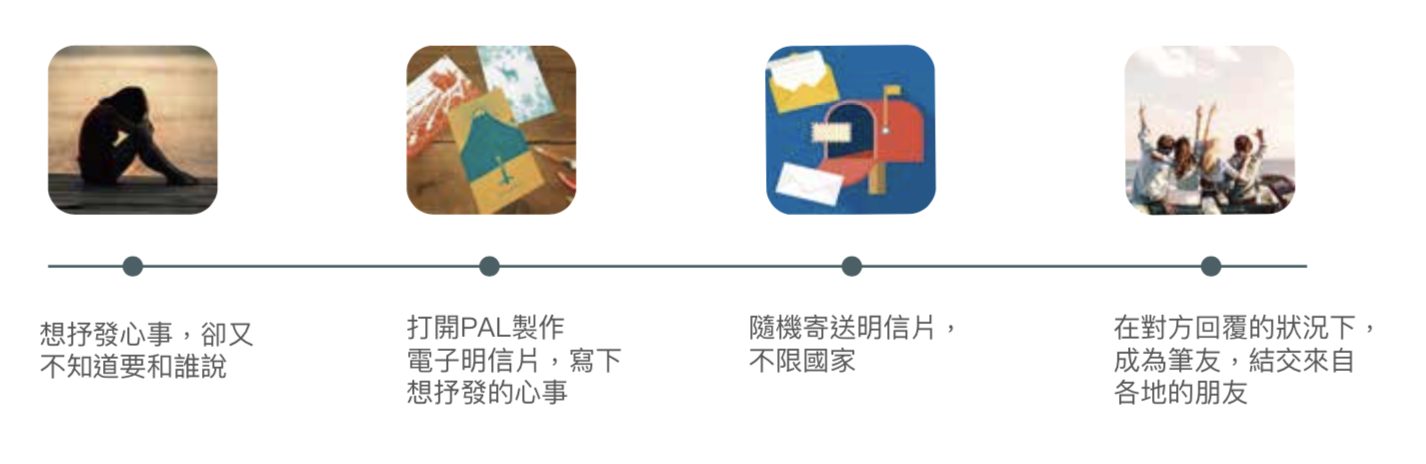 想抒發心事，卻又
不知道要和誰說
打開PAL製作
電子明信片，寫下
想抒發的心事
隨機寄送明信片，
不限國家
在對方回覆的狀況下，
成為筆友，結交來自
各地的朋友